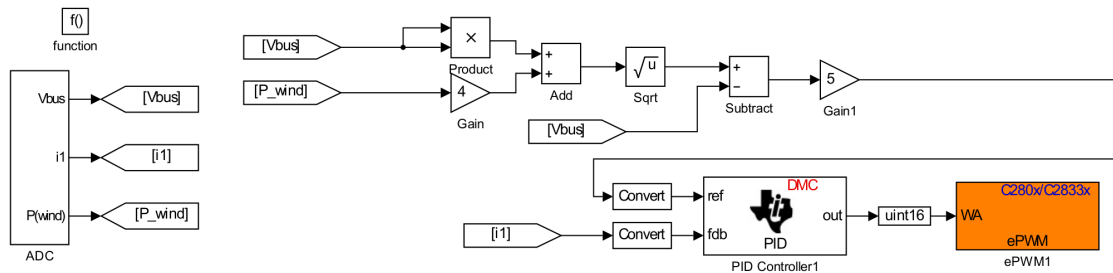 f()
function
Vbus
[Vbus]
i1
[i1]
P(wind)
[P_wind]
ADC
[Vbus]
×
Product
[P_wind]
4
Gain
+
+
Add
√u
Sqrt
[Vbus]
+
−
Subtract
5
Gain1
Convert
ref
DMC
[i1]
Convert
fdb
PID
out
PID Controller1
uint16
C280x/C2833x
WA
ePWM
ePWM1